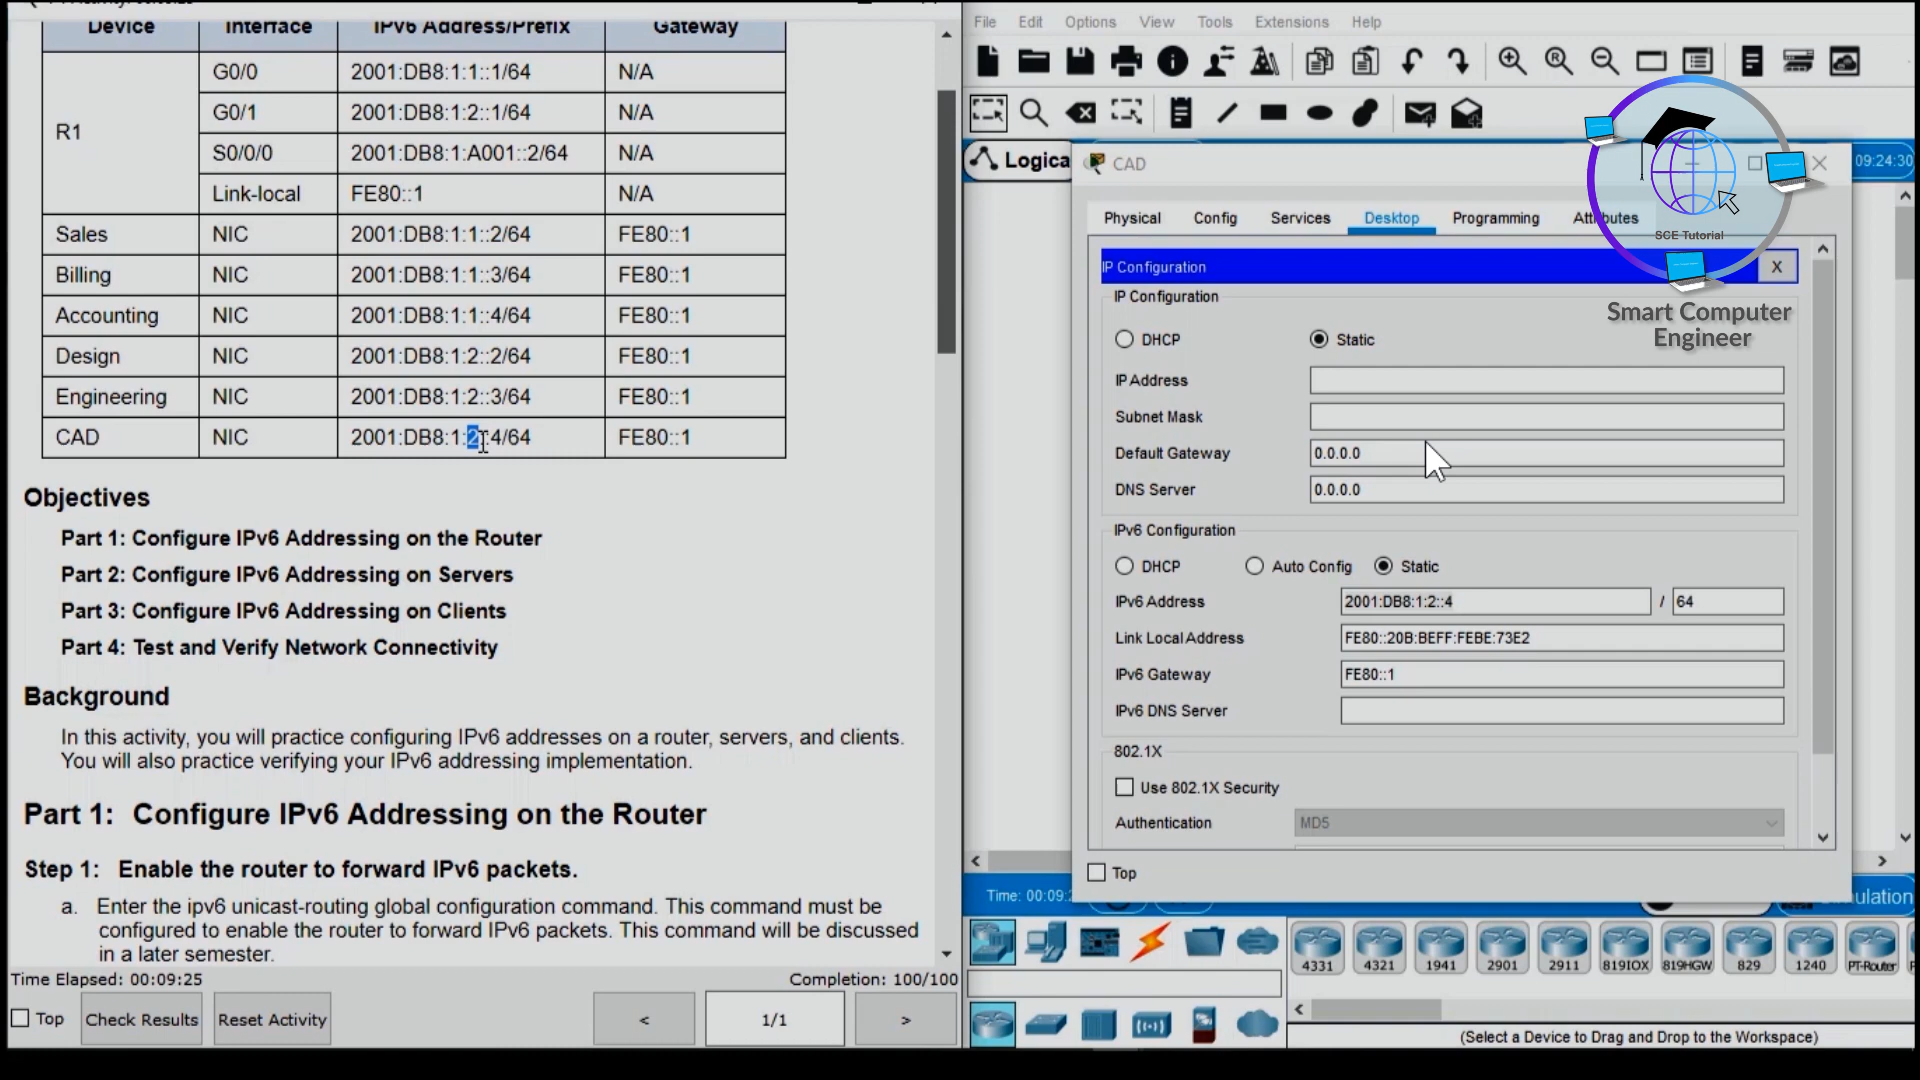 Device Interface IPv6 Address/Prefix Gateway
R1
G0/0 2001:DB8:1:1::1/64 N/A
G0/1 2001:DB8:1:2::1/64 N/A
S0/0/0 2001:DB8:1:A001::2/64 N/A
Link-local FE80::1 N/A
Sales NIC 2001:DB8:1:1::2/64 FE80::1
Billing NIC 2001:DB8:1:1::3/64 FE80::1
Accounting NIC 2001:DB8:1:1::4/64 FE80::1
Design NIC 2001:DB8:1:2::2/64 FE80::1
Engineering NIC 2001:DB8:1:2::3/64 FE80::1
CAD NIC 2001:DB8:1:2::4/64 FE80::1
Objectives
Part 1: Configure IPv6 Addressing on the Router
Part 2: Configure IPv6 Addressing on Servers
Part 3: Configure IPv6 Addressing on Clients
Part 4: Test and Verify Network Connectivity
Background
In this activity, you will practice configuring IPv6 addresses on a router, servers, and clients.
You will also practice verifying your IPv6 addressing implementation.
Part 1: Configure IPv6 Addressing on the Router
Step 1: Enable the router to forward IPv6 packets.
a. Enter the ipv6 unicast-routing global configuration command. This command must be
configured to enable the router to forward IPv6 packets. This command will be discussed
in a later semester.
Time Elapsed: 00:09:25 Completion: 100/100
Top Check Results Reset Activity < 1/1 >
File Edit Options View Tools Extensions Help
Logica
09:24:30
CAD
Physical Config Services Desktop Programming Attributes
SCE Tutorial
Smart Computer
Engineer
IP Configuration X
IP Configuration
DHCP Static
IP Address
Subnet Mask
Default Gateway 0.0.0.0
DNS Server 0.0.0.0
IPv6 Configuration
DHCP Auto Config Static
IPv6 Address 2001:DB8:1:2::4 / 64
Link Local Address FE80::20B:BEFF:FEBE:73E2
IPv6 Gateway FE80::1
IPv6 DNS Server
802.1X
Use 802.1X Security
Authentication MD5
Top
Time: 00:09:
ulation
4331 4321 1941 2901 2911 819IOX 819HGW 829 1240 PT-Router
(Select a Device to Drag and Drop to the Workspace)